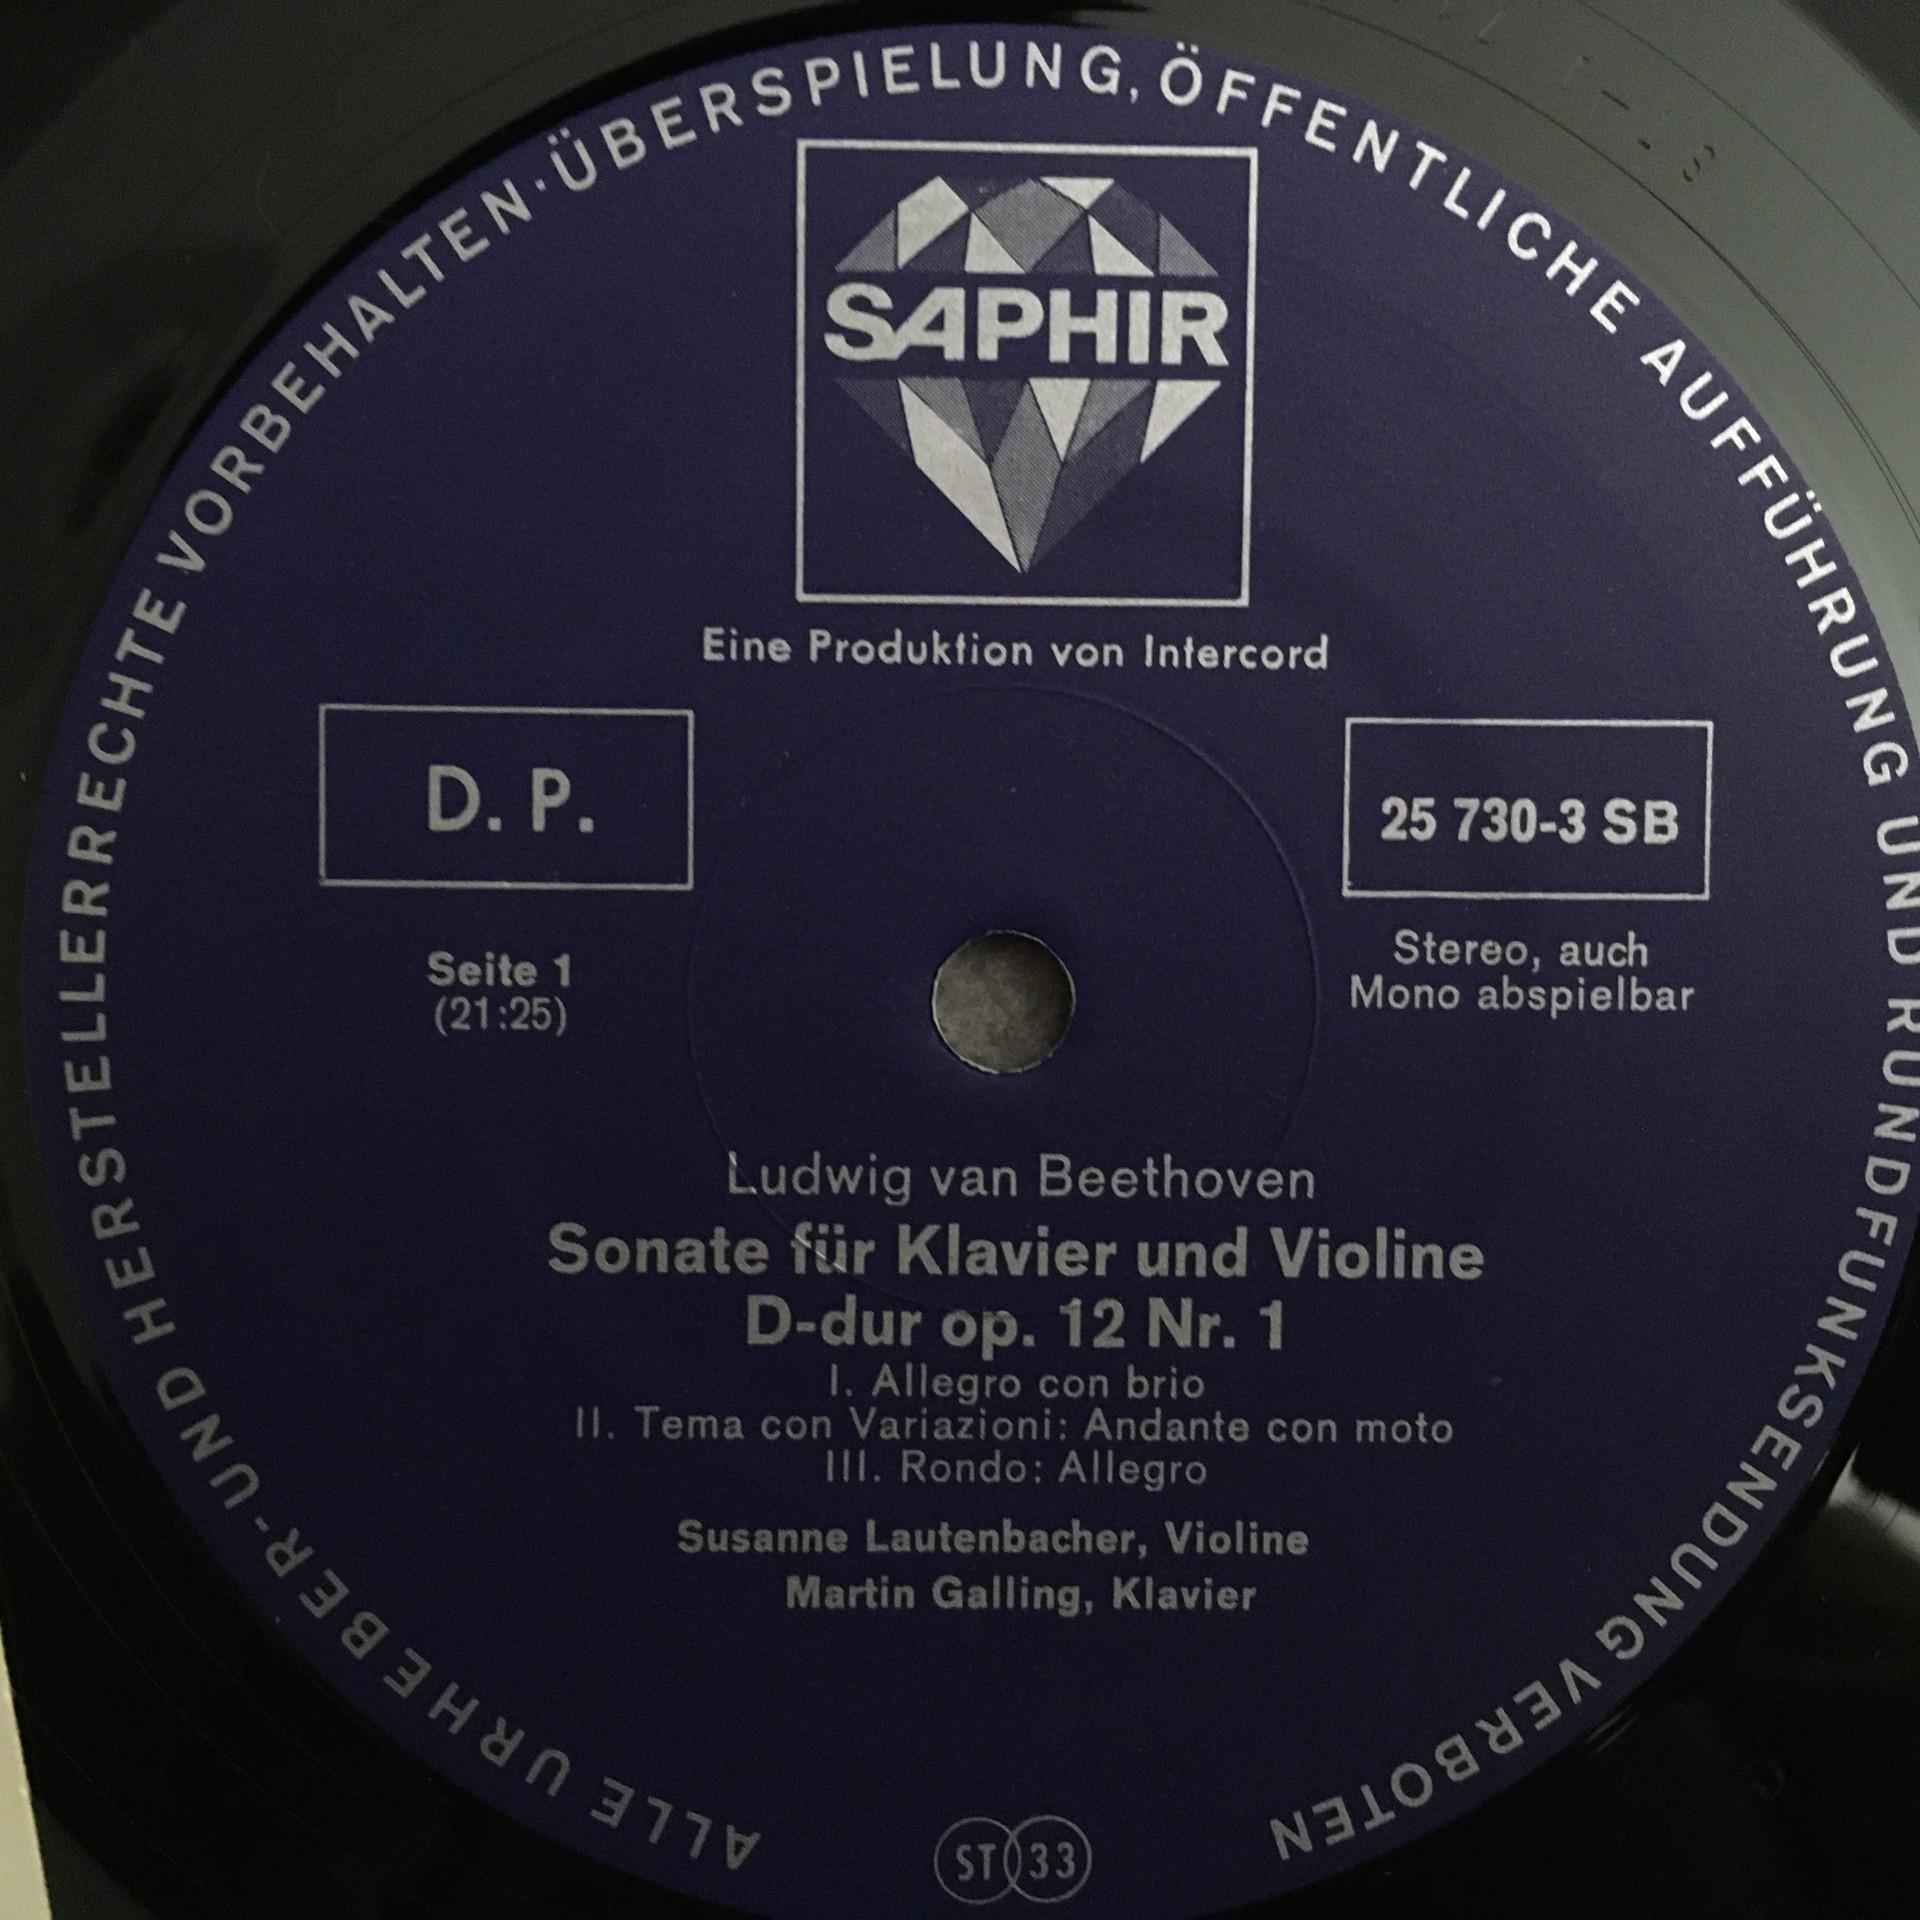 ALLE URHEBER- UND HERSTELLERRECHTE VORBEHALTEN · ÜBERSPIELUNG, ÖFFENTLICHE AUFFÜHRUNG UND RUNDFUNKSENDUNG VERBOTEN
SAPHIR
Eine Produktion von Intercord
D. P.
25 730-3 SB
Seite 1
(21:25)
Stereo, auch
Mono abspielbar
Ludwig van Beethoven
Sonate für Klavier und Violine
D-dur op. 12 Nr. 1
I. Allegro con brio
II. Tema con Variazioni: Andante con moto
III. Rondo: Allegro
Susanne Lautenbacher, Violine
Martin Galling, Klavier
ST 33